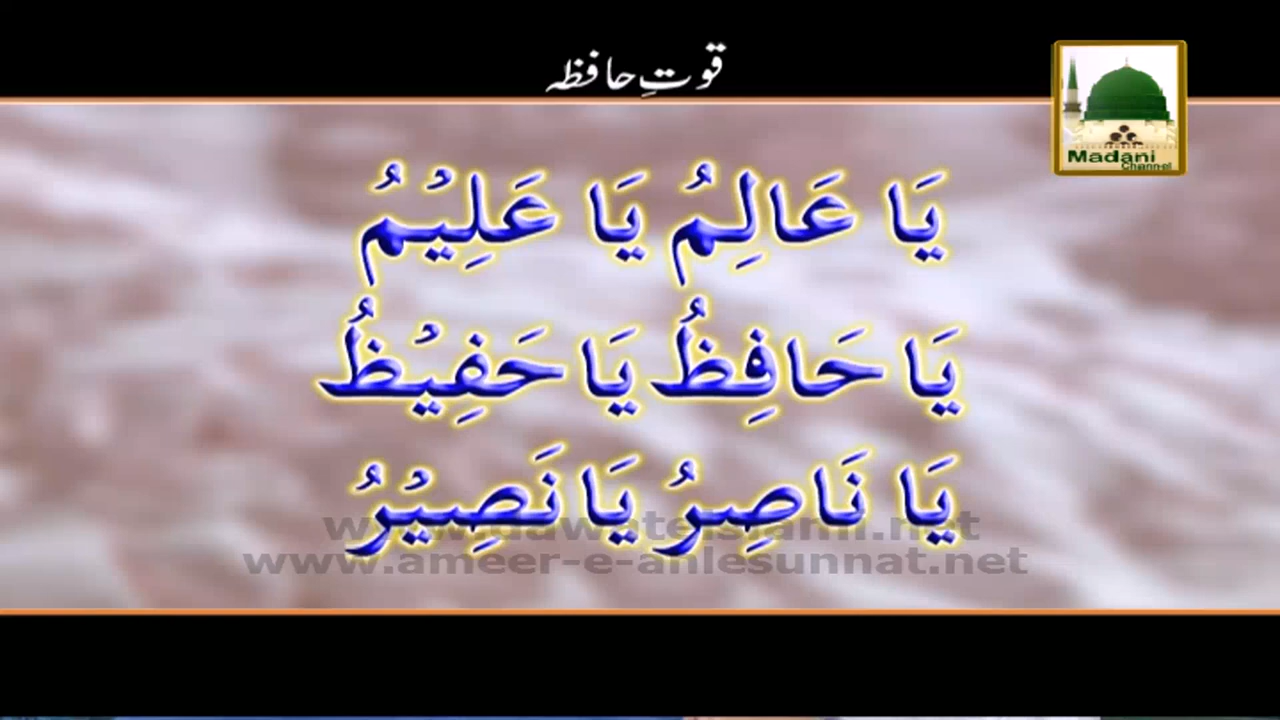 قوتِ حافظہ
Madani
Channel
يَا عَالِمُ يَا عَلِيْمُ
يَا حَافِظُ يَا حَفِيْظُ
يَا نَاصِرُ يَا نَصِيْرُ
www.dawateislami.net
www.ameer-e-ahlesunnat.net